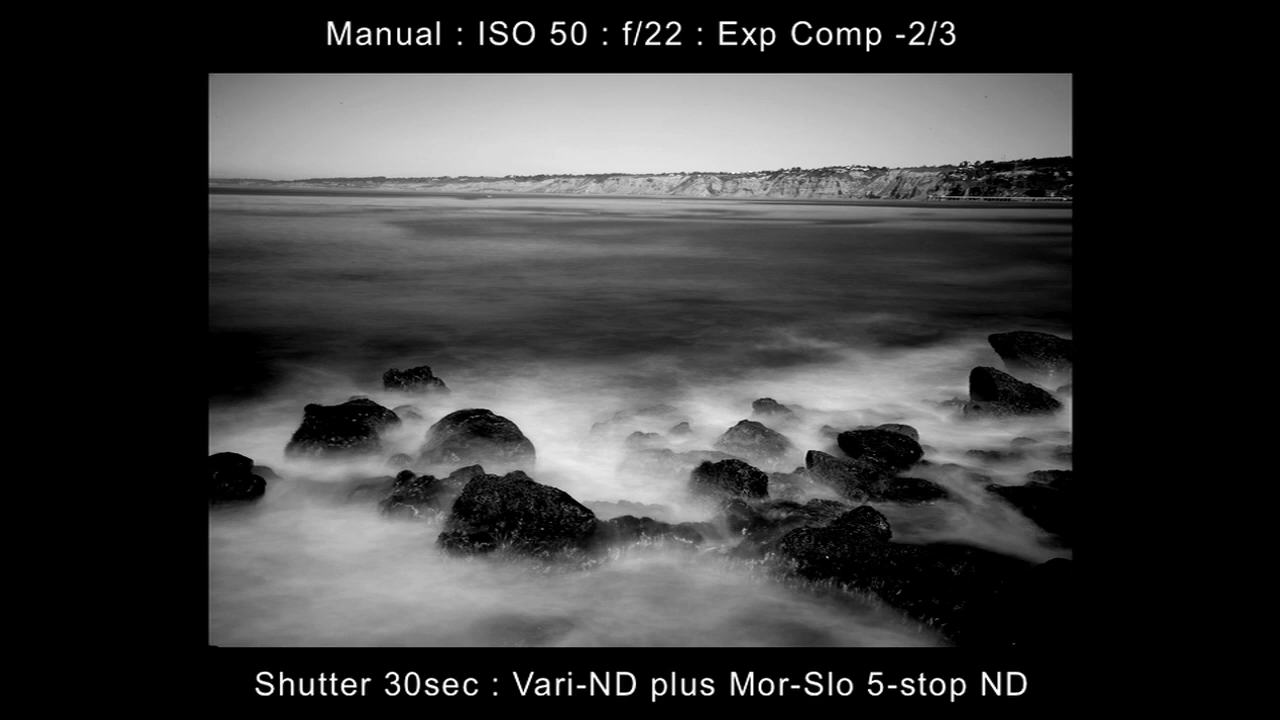 Manual : ISO 50 : f/22 : Exp Comp -2/3
Shutter 30sec : Vari-ND plus Mor-Slo 5-stop ND